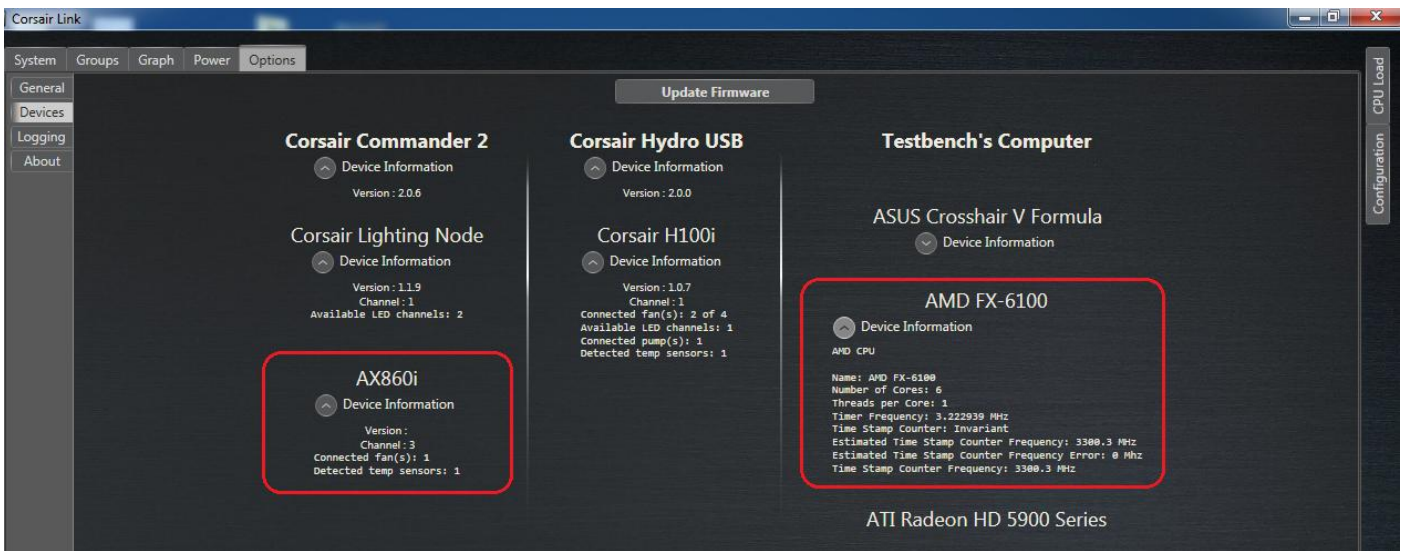 Corsair Link
System Groups Graph Power Options
General
Devices
Logging
About
Update Firmware
Corsair Commander 2
Device Information
Version : 2.0.6
Corsair Lighting Node
Device Information
Version : 1.1.9
Channel : 1
Available LED channels: 2
AX860i
Device Information
Version :
Channel : 3
Connected fan(s): 1
Detected temp sensors: 1
Corsair Hydro USB
Device Information
Version : 2.0.0
Corsair H100i
Device Information
Version : 1.0.7
Channel : 1
Connected fan(s): 2 of 4
Available LED channels: 1
Connected pump(s): 1
Detected temp sensors: 1
Testbench's Computer
ASUS Crosshair V Formula
Device Information
AMD FX-6100
Device Information
AMD CPU
Name: AMD FX-6100
Number of Cores: 6
Threads per Core: 1
Timer Frequency: 3.222939 MHz
Time Stamp Counter: Invariant
Estimated Time Stamp Counter Frequency: 3300.3 MHz
Estimated Time Stamp Counter Frequency Error: 0 Mhz
Time Stamp Counter Frequency: 3300.3 MHz
ATI Radeon HD 5900 Series
CPU Load
Configuration